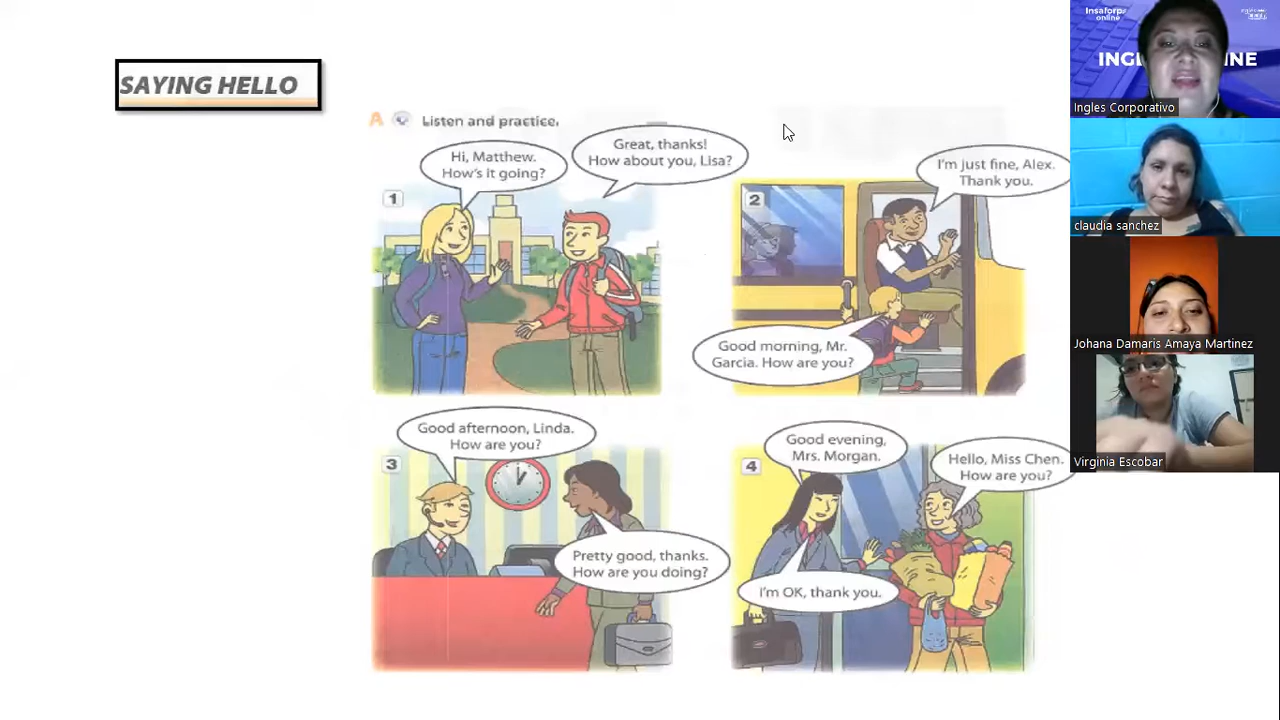 SAYING HELLO
A Listen and practice.
Hi, Matthew.
How's it going?
Great, thanks!
How about you, Lisa?
1
2
I'm just fine, Alex.
Thank you.
Good morning, Mr.
Garcia. How are you?
3
Good afternoon, Linda.
How are you?
Pretty good, thanks.
How are you doing?
4
Good evening,
Mrs. Morgan.
Hello, Miss Chen.
How are you?
I'm OK, thank you.
Insaforp
online
Ingles Corporativo
claudia sanchez
Johana Damaris Amaya Martinez
Virginia Escobar